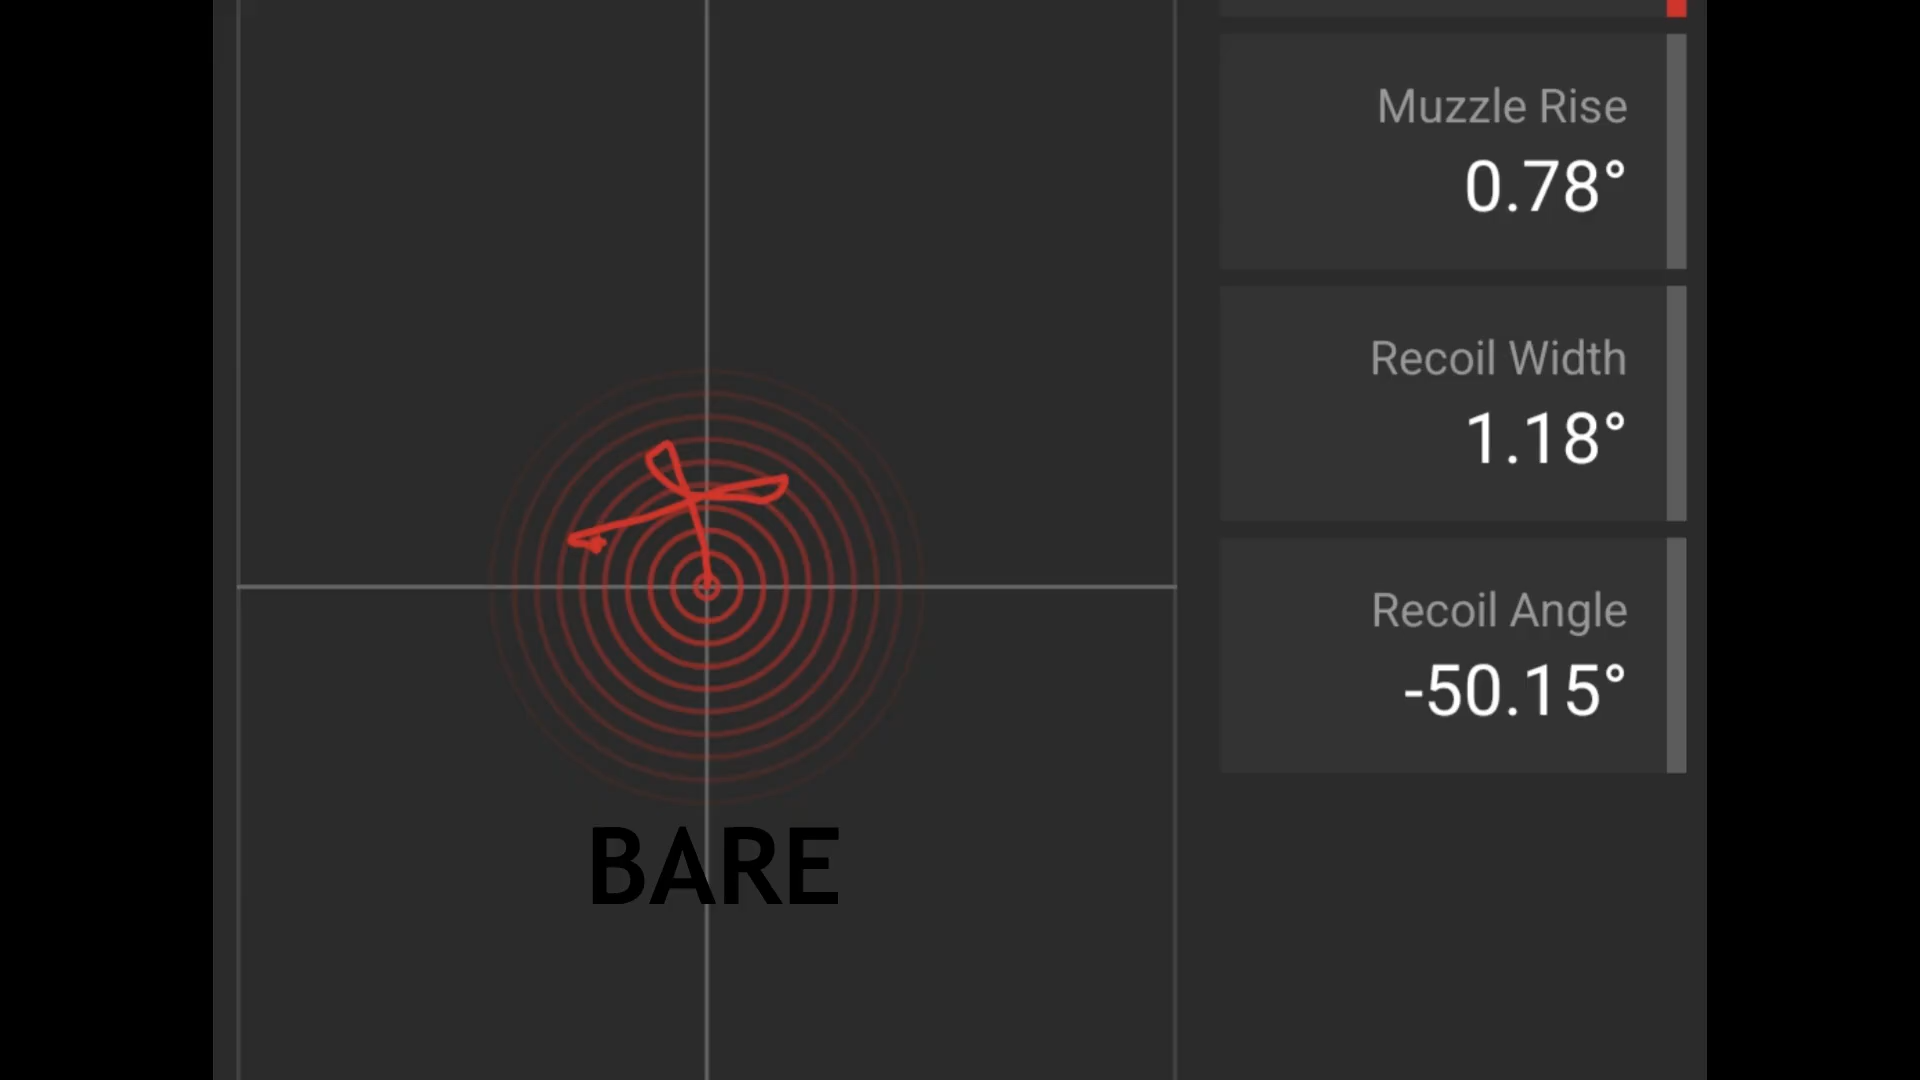 Muzzle Rise
0.78°
Recoil Width
1.18°
Recoil Angle
-50.15°
BARE